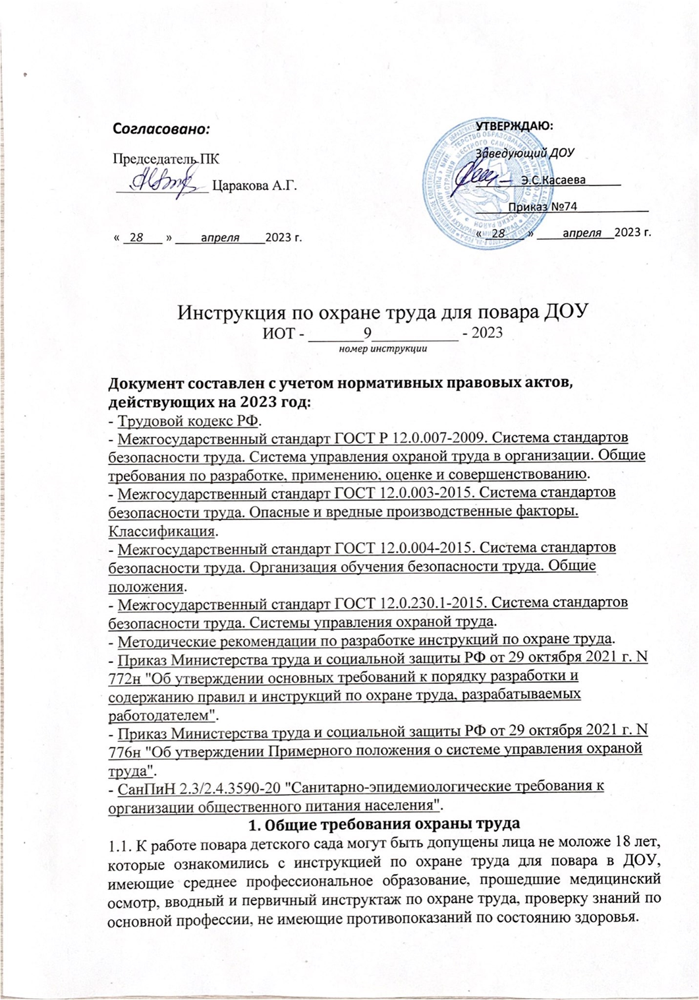 Согласовано:
Председатель ПК
____________ Царакова А.Г.
« _28___ » ____апреля____2023 г.
УТВЕРЖДАЮ:
Заведующий ДОУ
Э.С.Касаева
Приказ №74
« _28___ » ____апреля__2023 г.
Инструкция по охране труда для повара ДОУ
ИОТ - _______9___________ - 2023
номер инструкции
Документ составлен с учетом нормативных правовых актов,
действующих на 2023 год:
- Трудовой кодекс РФ.
- Межгосударственный стандарт ГОСТ Р 12.0.007-2009. Система стандартов
безопасности труда. Система управления охраной труда в организации. Общие
требования по разработке, применению, оценке и совершенствованию.
- Межгосударственный стандарт ГОСТ 12.0.003-2015. Система стандартов
безопасности труда. Опасные и вредные производственные факторы.
Классификация.
- Межгосударственный стандарт ГОСТ 12.0.004-2015. Система стандартов
безопасности труда. Организация обучения безопасности труда. Общие
положения.
- Межгосударственный стандарт ГОСТ 12.0.230.1-2015. Система стандартов
безопасности труда. Системы управления охраной труда.
- Методические рекомендации по разработке инструкций по охране труда.
- Приказ Министерства труда и социальной защиты РФ от 29 октября 2021 г. N
772н "Об утверждении основных требований к порядку разработки и
содержанию правил и инструкций по охране труда, разрабатываемых
работодателем".
- Приказ Министерства труда и социальной защиты РФ от 29 октября 2021 г. N
776н "Об утверждении Примерного положения о системе управления охраной
труда".
- СанПиН 2.3/2.4.3590-20 "Санитарно-эпидемиологические требования к
организации общественного питания населения".
1. Общие требования охраны труда
1.1. К работе повара детского сада могут быть допущены лица не моложе 18 лет,
которые ознакомились с инструкцией по охране труда для повара в ДОУ,
имеющие среднее профессиональное образование, прошедшие медицинский
осмотр, вводный и первичный инструктаж по охране труда, проверку знаний по
основной профессии, не имеющие противопоказаний по состоянию здоровья.